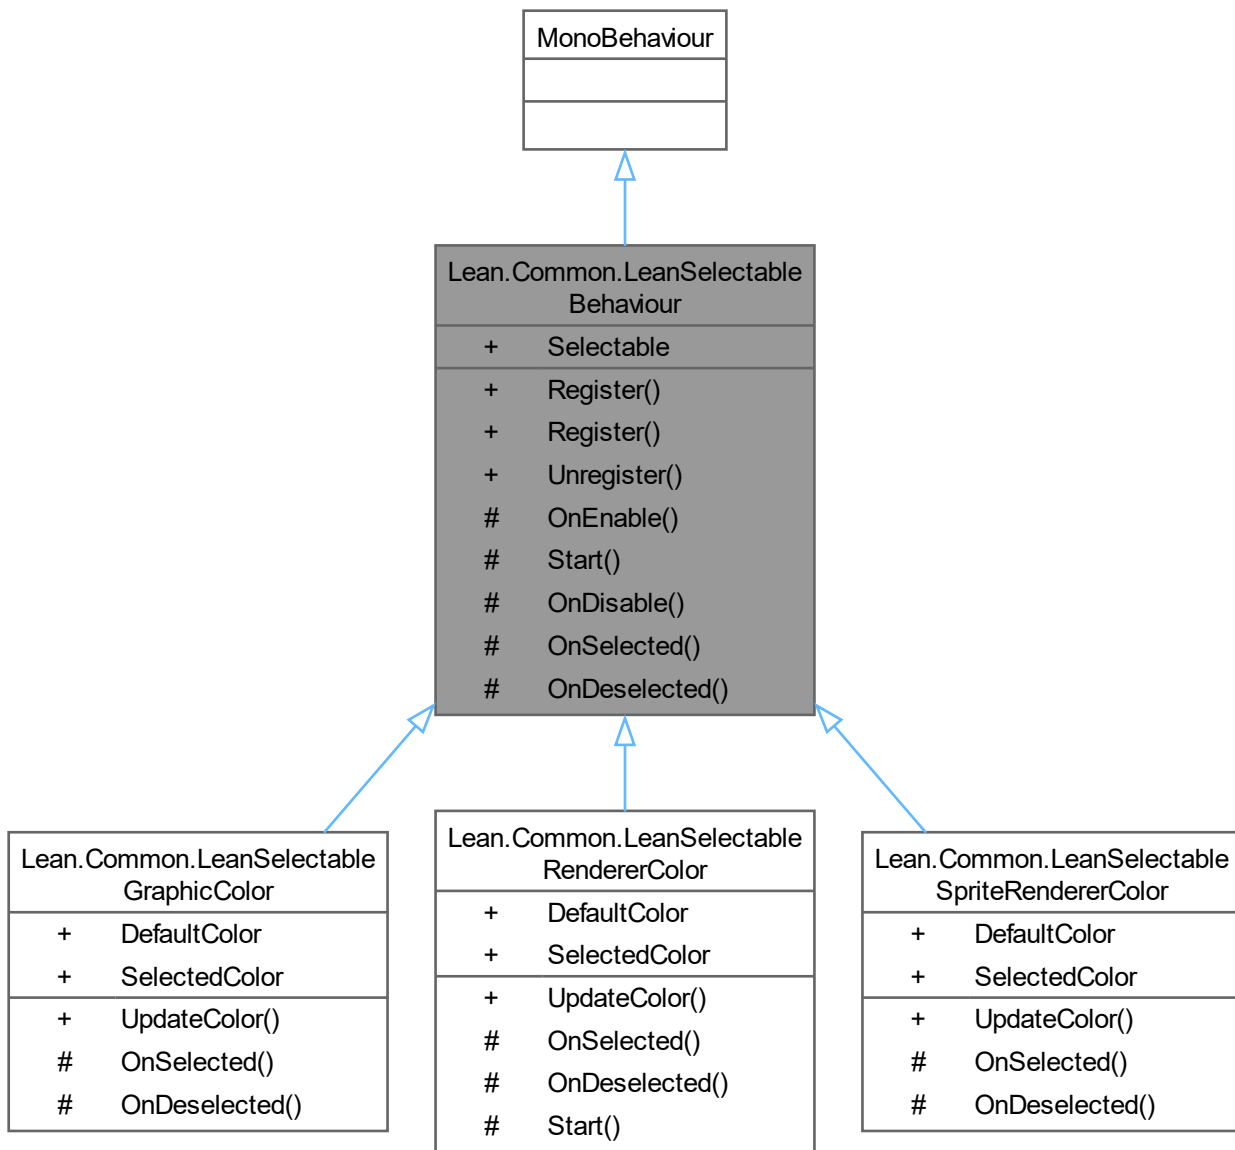 MonoBehaviour
Lean.Common.LeanSelectable
Behaviour
+ Selectable
+ Register()
+ Register()
+ Unregister()
# OnEnable()
# Start()
# OnDisable()
# OnSelected()
# OnDeselected()
Lean.Common.LeanSelectable
GraphicColor
+ DefaultColor
+ SelectedColor
+ UpdateColor()
# OnSelected()
# OnDeselected()
Lean.Common.LeanSelectable
RendererColor
+ DefaultColor
+ SelectedColor
+ UpdateColor()
# OnSelected()
# OnDeselected()
# Start()
Lean.Common.LeanSelectable
SpriteRendererColor
+ DefaultColor
+ SelectedColor
+ UpdateColor()
# OnSelected()
# OnDeselected()